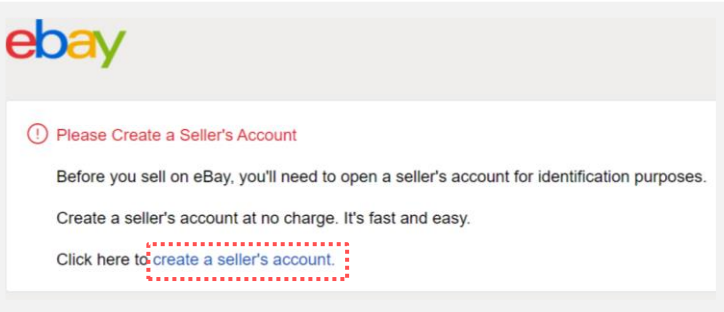 ebay
Please Create a Seller's Account
Before you sell on eBay, you'll need to open a seller's account for identification purposes.
Create a seller's account at no charge. It's fast and easy.
Click here to create a seller's account.